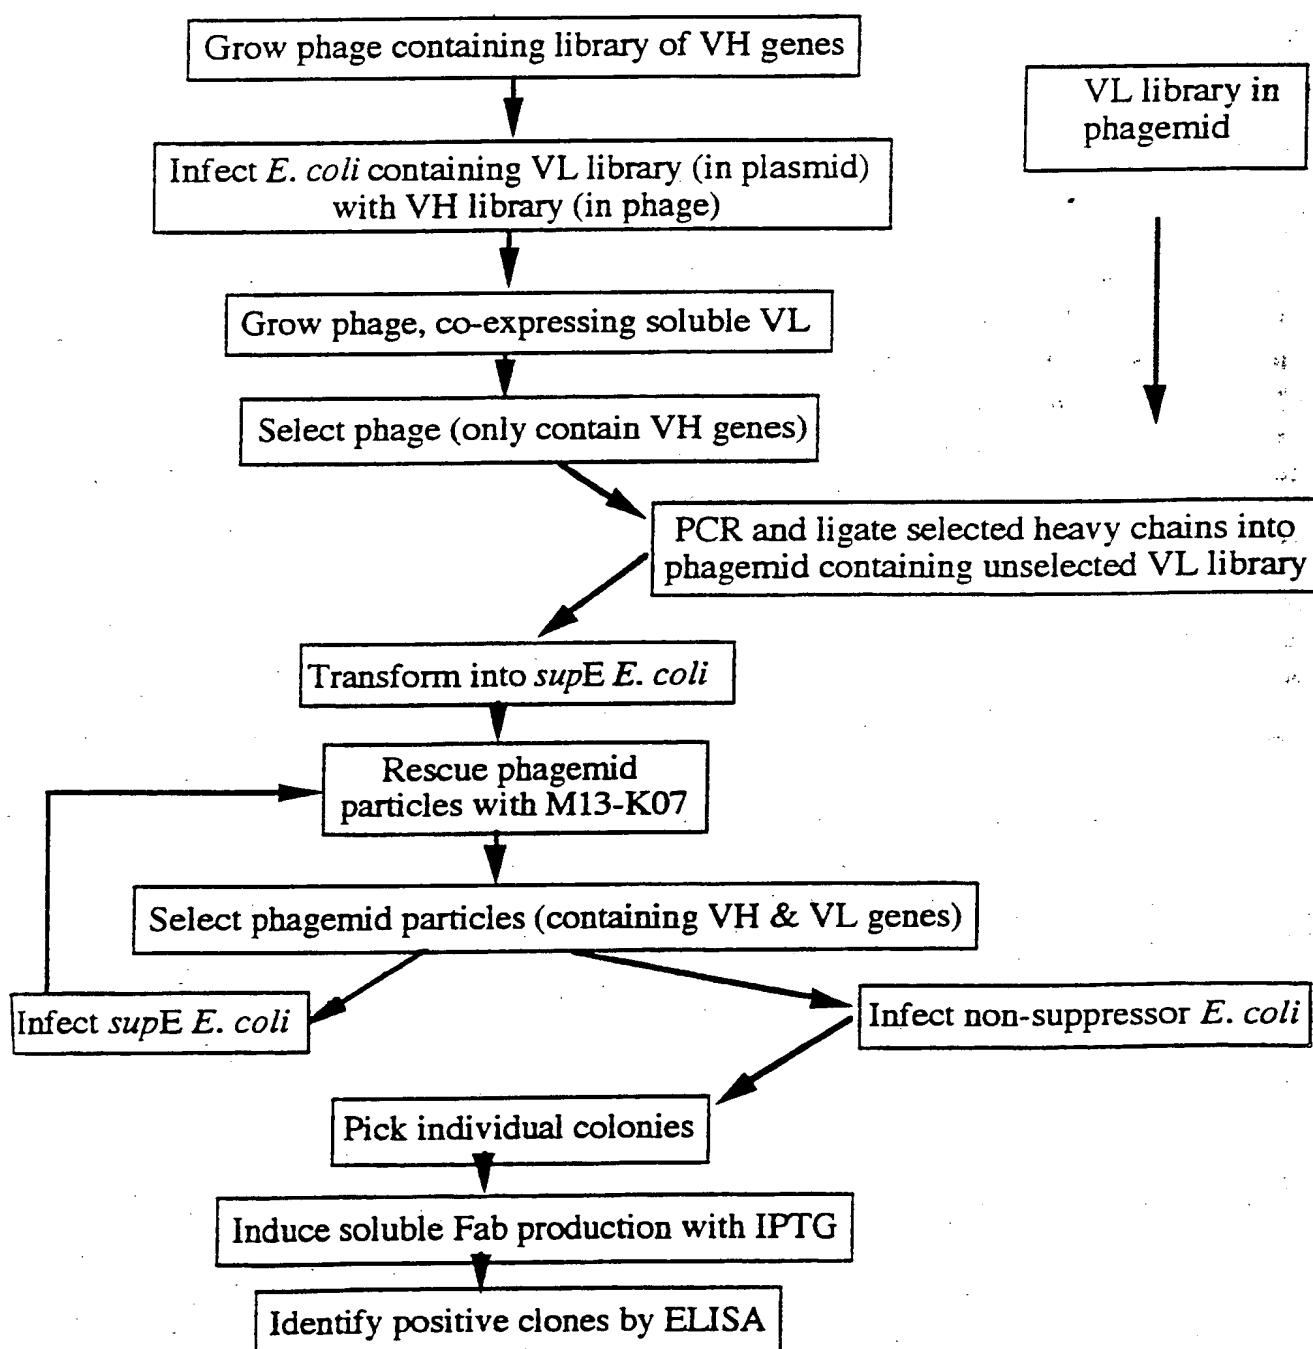 Grow phage containing library of VH genes
VL library in
phagemid
Infect E. coli containing VL library (in plasmid)
with VH library (in phage)
Grow phage, co-expressing soluble VL
Select phage (only contain VH genes)
PCR and ligate selected heavy chains into
phagemid containing unselected VL library
Transform into supE E. coli
Rescue phagemid
particles with M13-K07
Select phagemid particles (containing VH & VL genes)
Infect supE E. coli
Infect non-suppressor E. coli
Pick individual colonies
Induce soluble Fab production with IPTG
Identify positive clones by ELISA